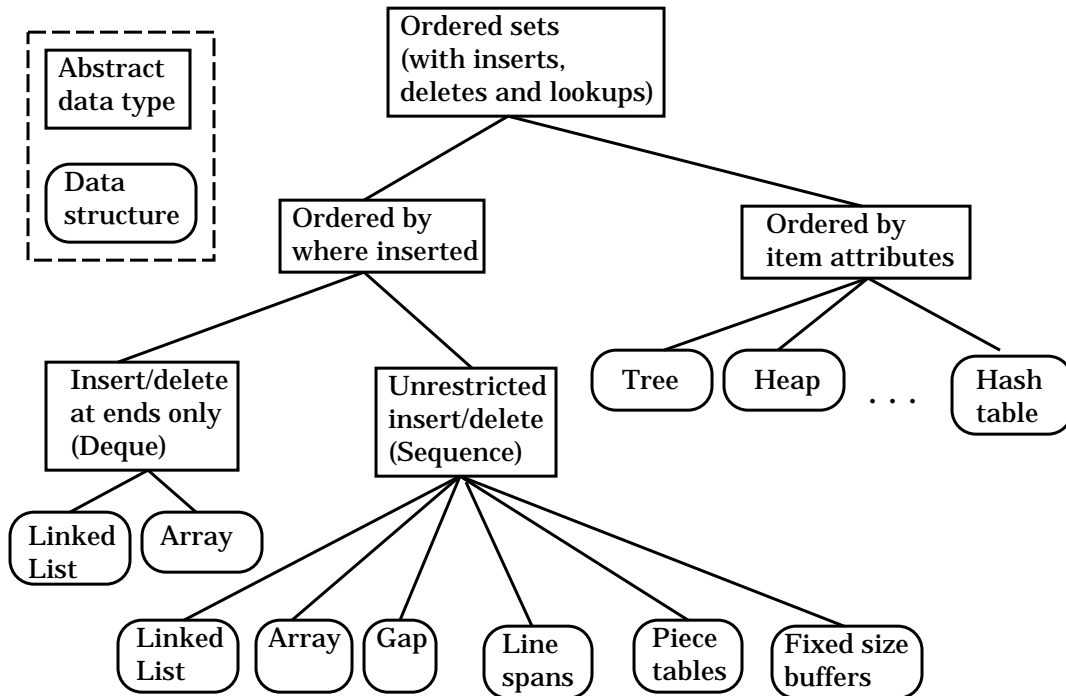 Abstract
data type
Data
structure
Ordered sets
(with inserts,
deletes and lookups)
Ordered by
where inserted
Ordered by
item attributes
Insert/delete
at ends only
(Deque)
Unrestricted
insert/delete
(Sequence)
Tree
Heap
. . .
Hash
table
Linked
List
Array
Linked
List
Array
Gap
Line
spans
Piece
tables
Fixed size
buffers